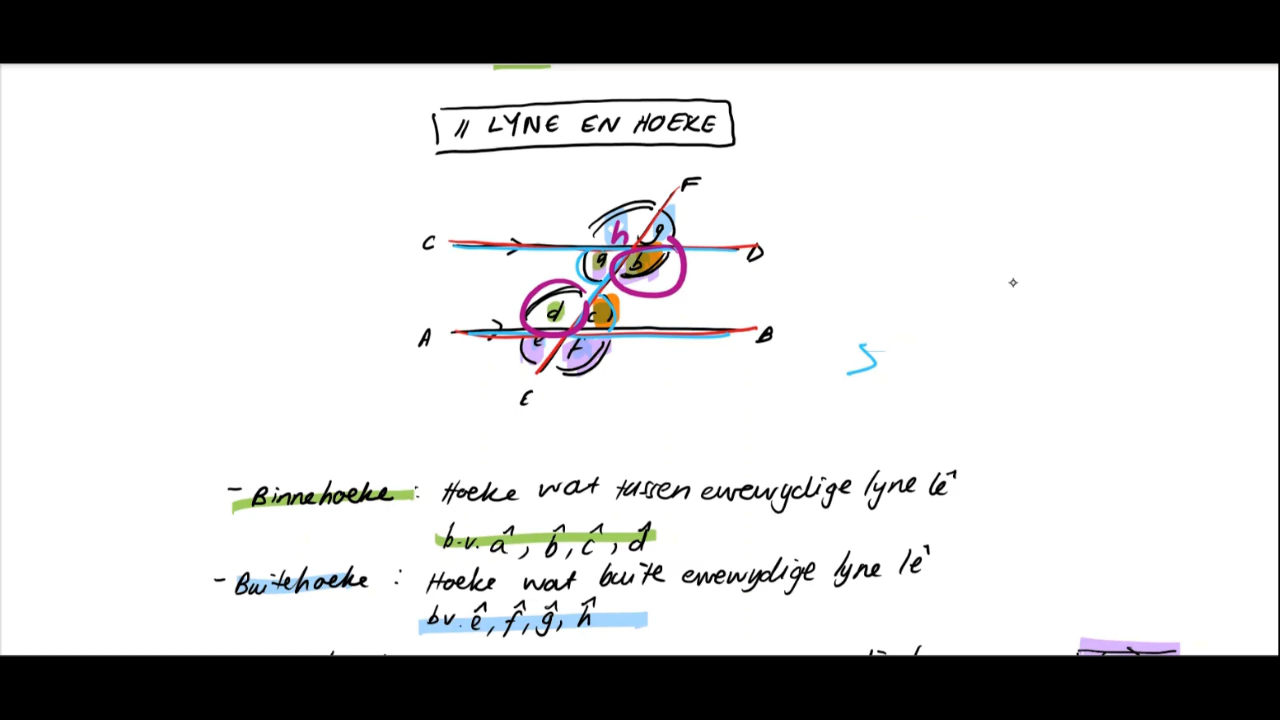 // LYNE EN HOEKE
F
h g
C a b D
d c
A e f B
E
- Binnehoeke : Hoeke wat tussen ewewydige lyne lê
b.v. â, b̂, ĉ, d̂
- Buitehoeke : Hoeke wat buite ewewydige lyne lê
bv. ê, f̂, ĝ, ĥ